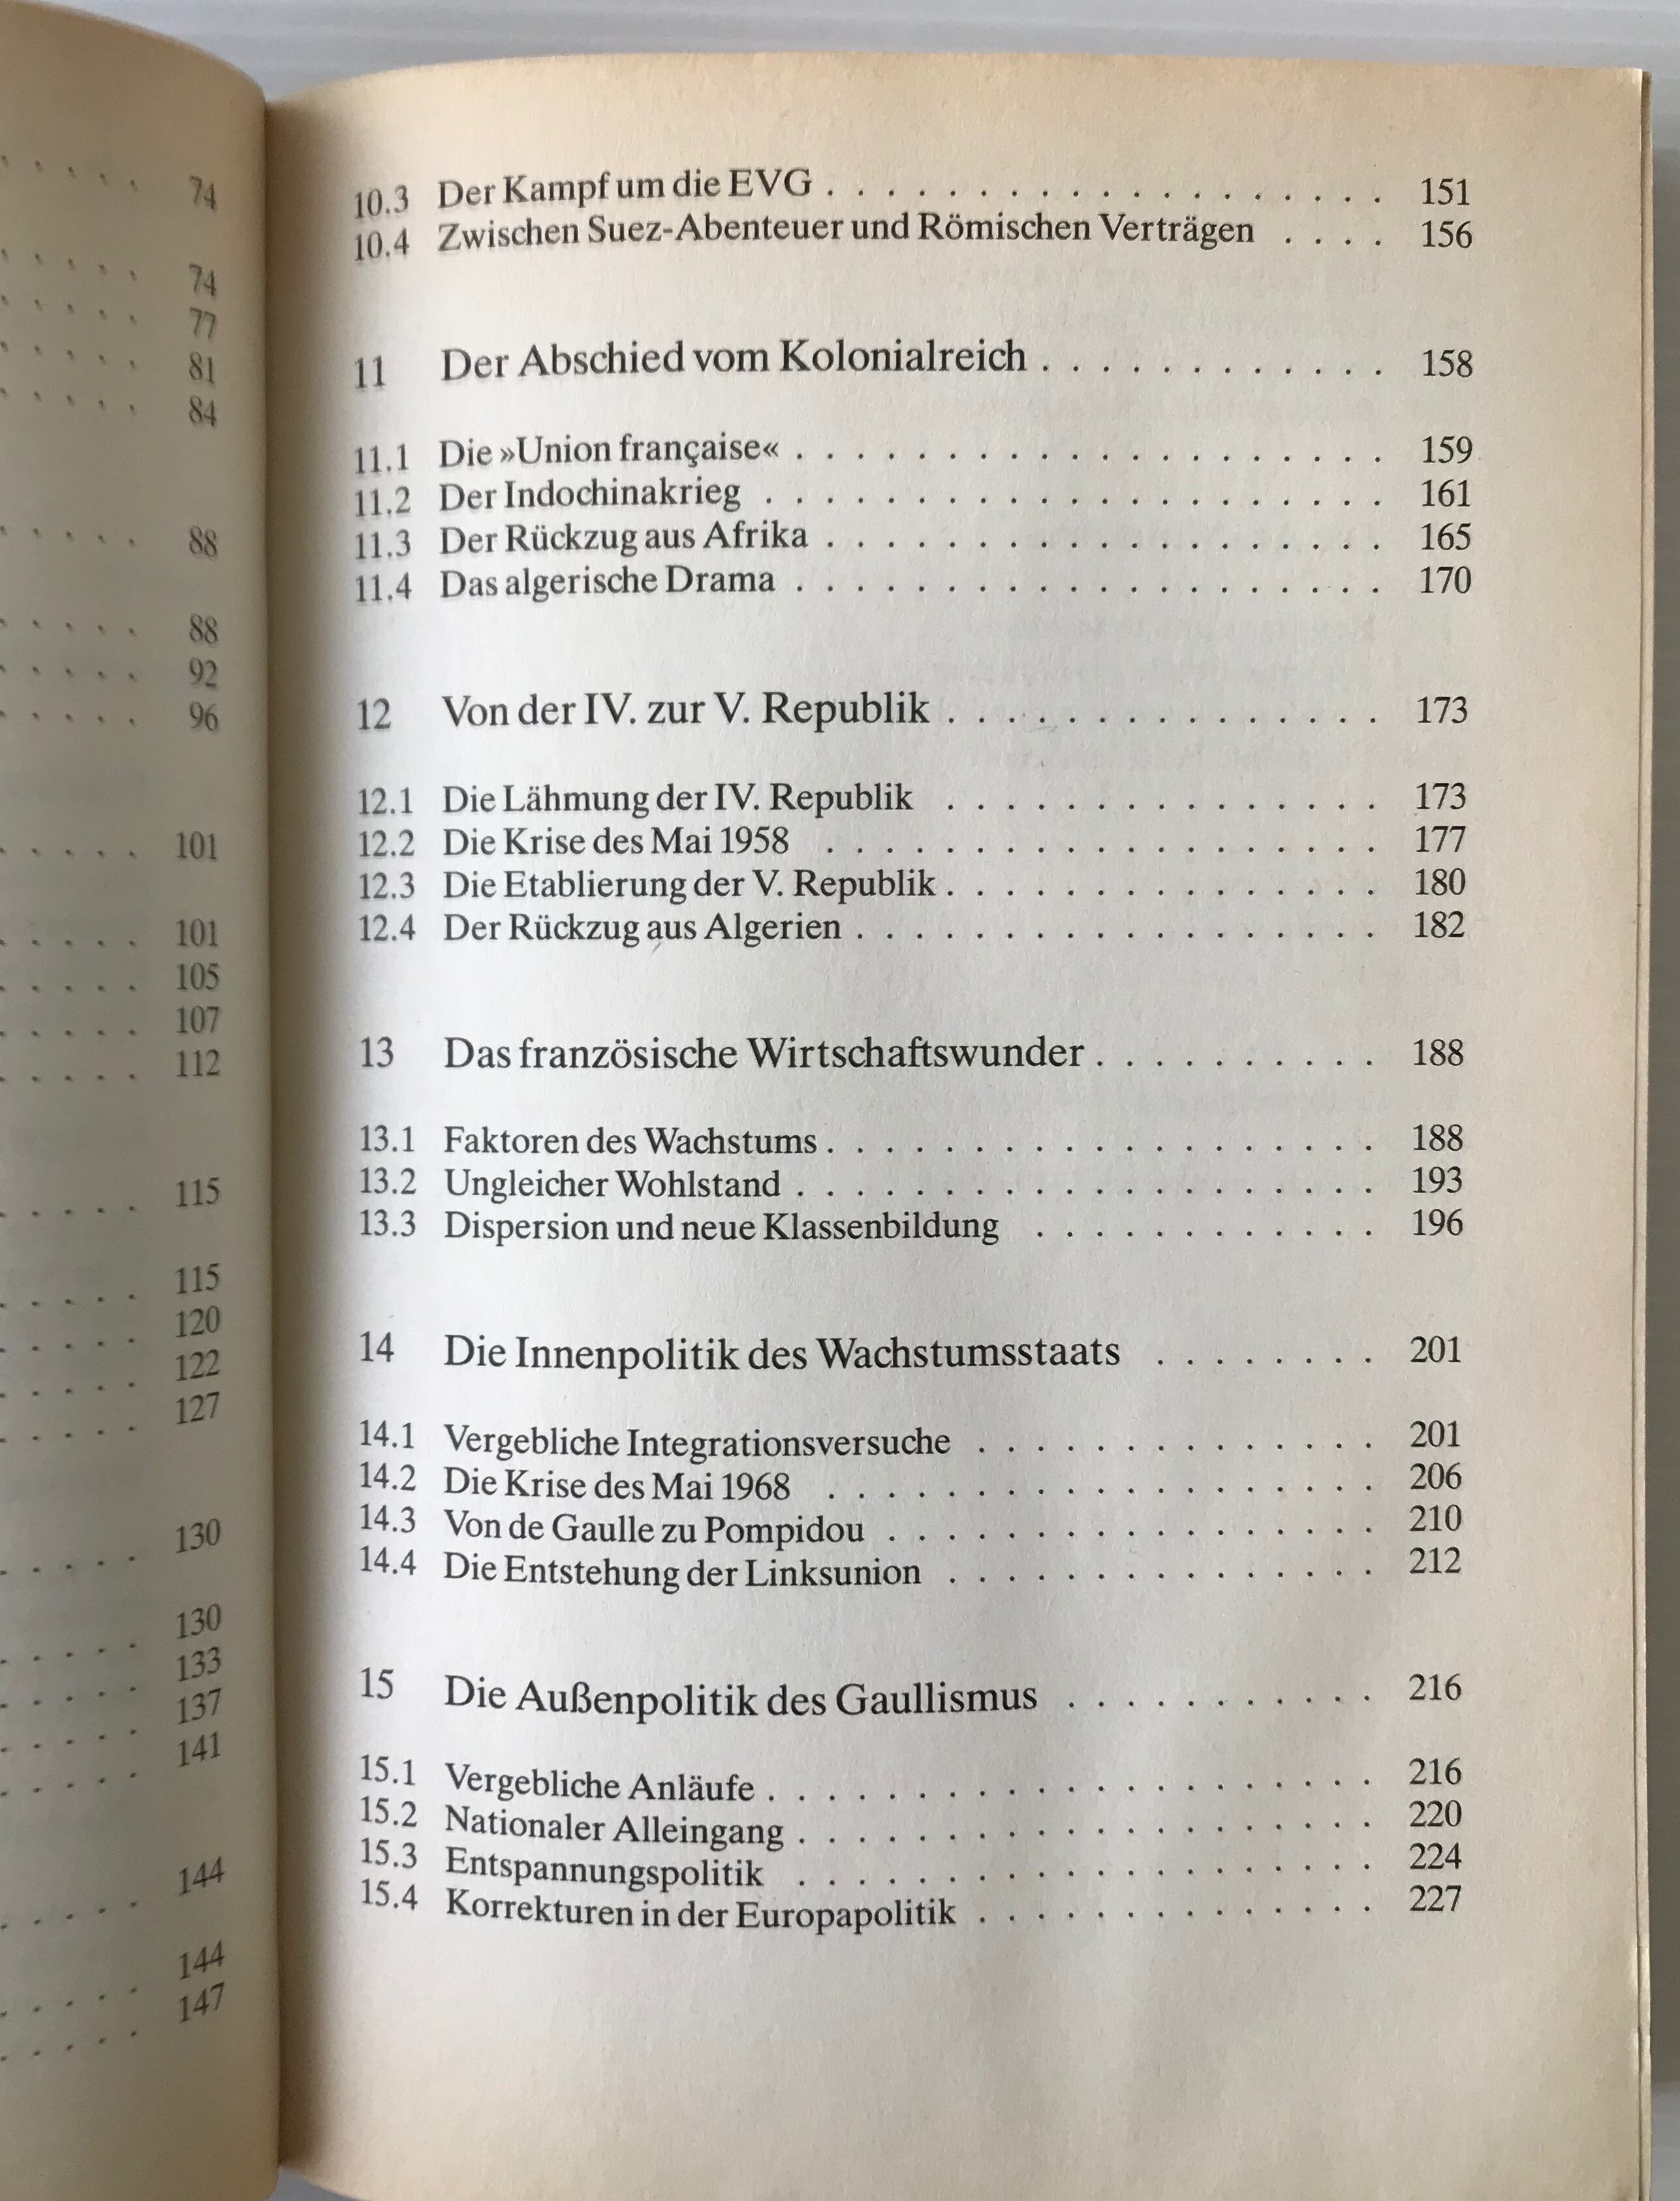 74
74
77
81
84
88
88
92
96
101
101
105
107
112
115
115
120
122
127
130
130
133
137
141
144
144
147
10.3 Der Kampf um die EVG . . . . . . . . . . . . . . . . . . . 151
10.4 Zwischen Suez-Abenteuer und Römischen Verträgen . . . . 156
11 Der Abschied vom Kolonialreich . . . . . . . . . . . . 158
11.1 Die »Union française« . . . . . . . . . . . . . . . . . . . . 159
11.2 Der Indochinakrieg . . . . . . . . . . . . . . . . . . . . . 161
11.3 Der Rückzug aus Afrika . . . . . . . . . . . . . . . . . . . 165
11.4 Das algerische Drama . . . . . . . . . . . . . . . . . . . . 170
12 Von der IV. zur V. Republik . . . . . . . . . . . . . . . 173
12.1 Die Lähmung der IV. Republik . . . . . . . . . . . . . . . 173
12.2 Die Krise des Mai 1958 . . . . . . . . . . . . . . . . . . . 177
12.3 Die Etablierung der V. Republik . . . . . . . . . . . . . . . 180
12.4 Der Rückzug aus Algerien . . . . . . . . . . . . . . . . . . 182
13 Das französische Wirtschaftswunder . . . . . . . . . . 188
13.1 Faktoren des Wachstums . . . . . . . . . . . . . . . . . . . 188
13.2 Ungleicher Wohlstand . . . . . . . . . . . . . . . . . . . . 193
13.3 Dispersion und neue Klassenbildung . . . . . . . . . . . . 196
14 Die Innenpolitik des Wachstumsstaats . . . . . . . . 201
14.1 Vergebliche Integrationsversuche . . . . . . . . . . . . . . 201
14.2 Die Krise des Mai 1968 . . . . . . . . . . . . . . . . . . . 206
14.3 Von de Gaulle zu Pompidou . . . . . . . . . . . . . . . . . 210
14.4 Die Entstehung der Linksunion . . . . . . . . . . . . . . . 212
15 Die Außenpolitik des Gaullismus . . . . . . . . . . . 216
15.1 Vergebliche Anläufe . . . . . . . . . . . . . . . . . . . . . 216
15.2 Nationaler Alleingang . . . . . . . . . . . . . . . . . . . . 220
15.3 Entspannungspolitik . . . . . . . . . . . . . . . . . . . . 224
15.4 Korrekturen in der Europapolitik . . . . . . . . . . . . . . 227